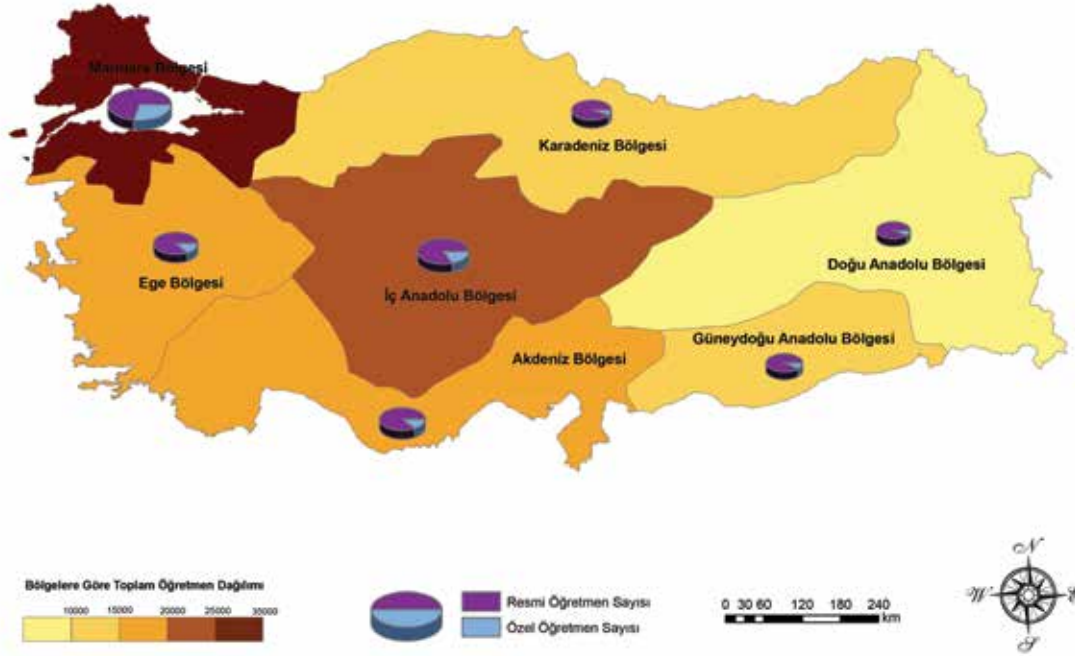 Marmara Bölgesi
Karadeniz Bölgesi
Ege Bölgesi
İç Anadolu Bölgesi
Doğu Anadolu Bölgesi
Akdeniz Bölgesi
Güneydoğu Anadolu Bölgesi
Bölgelere Göre Toplam Öğretmen Dağılımı
10000 15000 20000 25000 35000
Resmi Öğretmen Sayısı
Özel Öğretmen Sayısı
0 30 60 120 180 240
km
N
W E
S